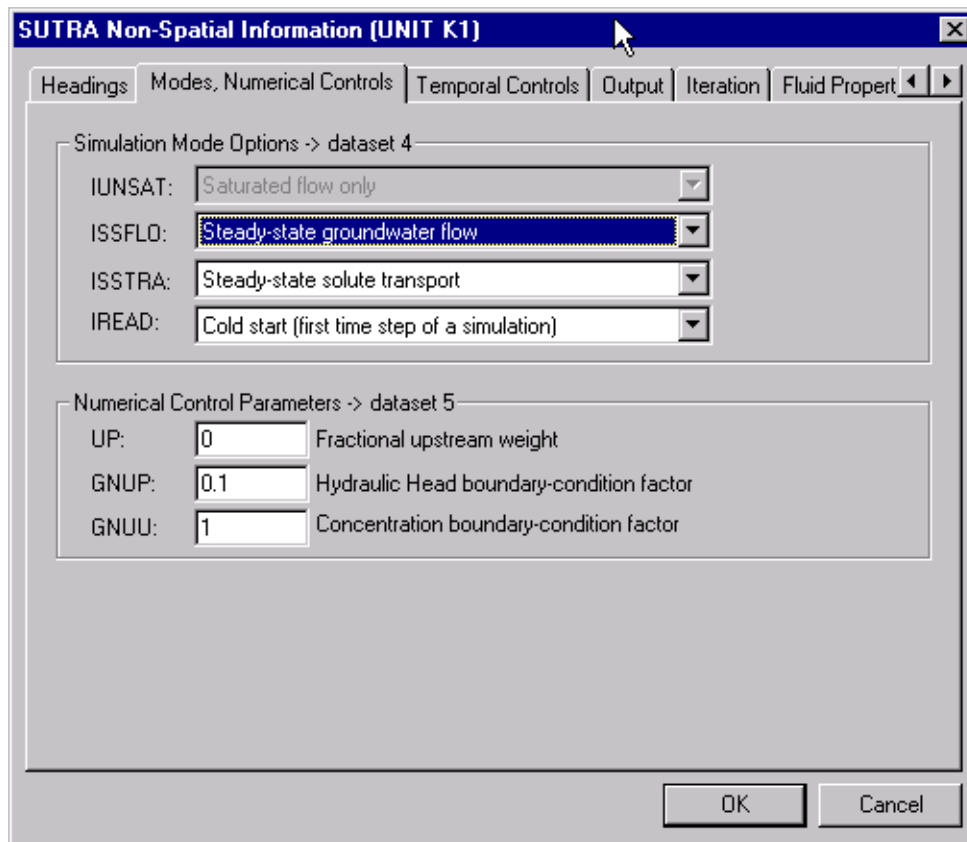 SUTRA Non-Spatial Information (UNIT K1)
Headings Modes, Numerical Controls Temporal Controls Output Iteration Fluid Propert
Simulation Mode Options -> dataset 4
IUNSAT: Saturated flow only
ISSFLO: Steady-state groundwater flow
ISSTRA: Steady-state solute transport
IREAD: Cold start (first time step of a simulation)
Numerical Control Parameters -> dataset 5
UP: 0 Fractional upstream weight
GNUP: 0.1 Hydraulic Head boundary-condition factor
GNUU: 1 Concentration boundary-condition factor
OK Cancel